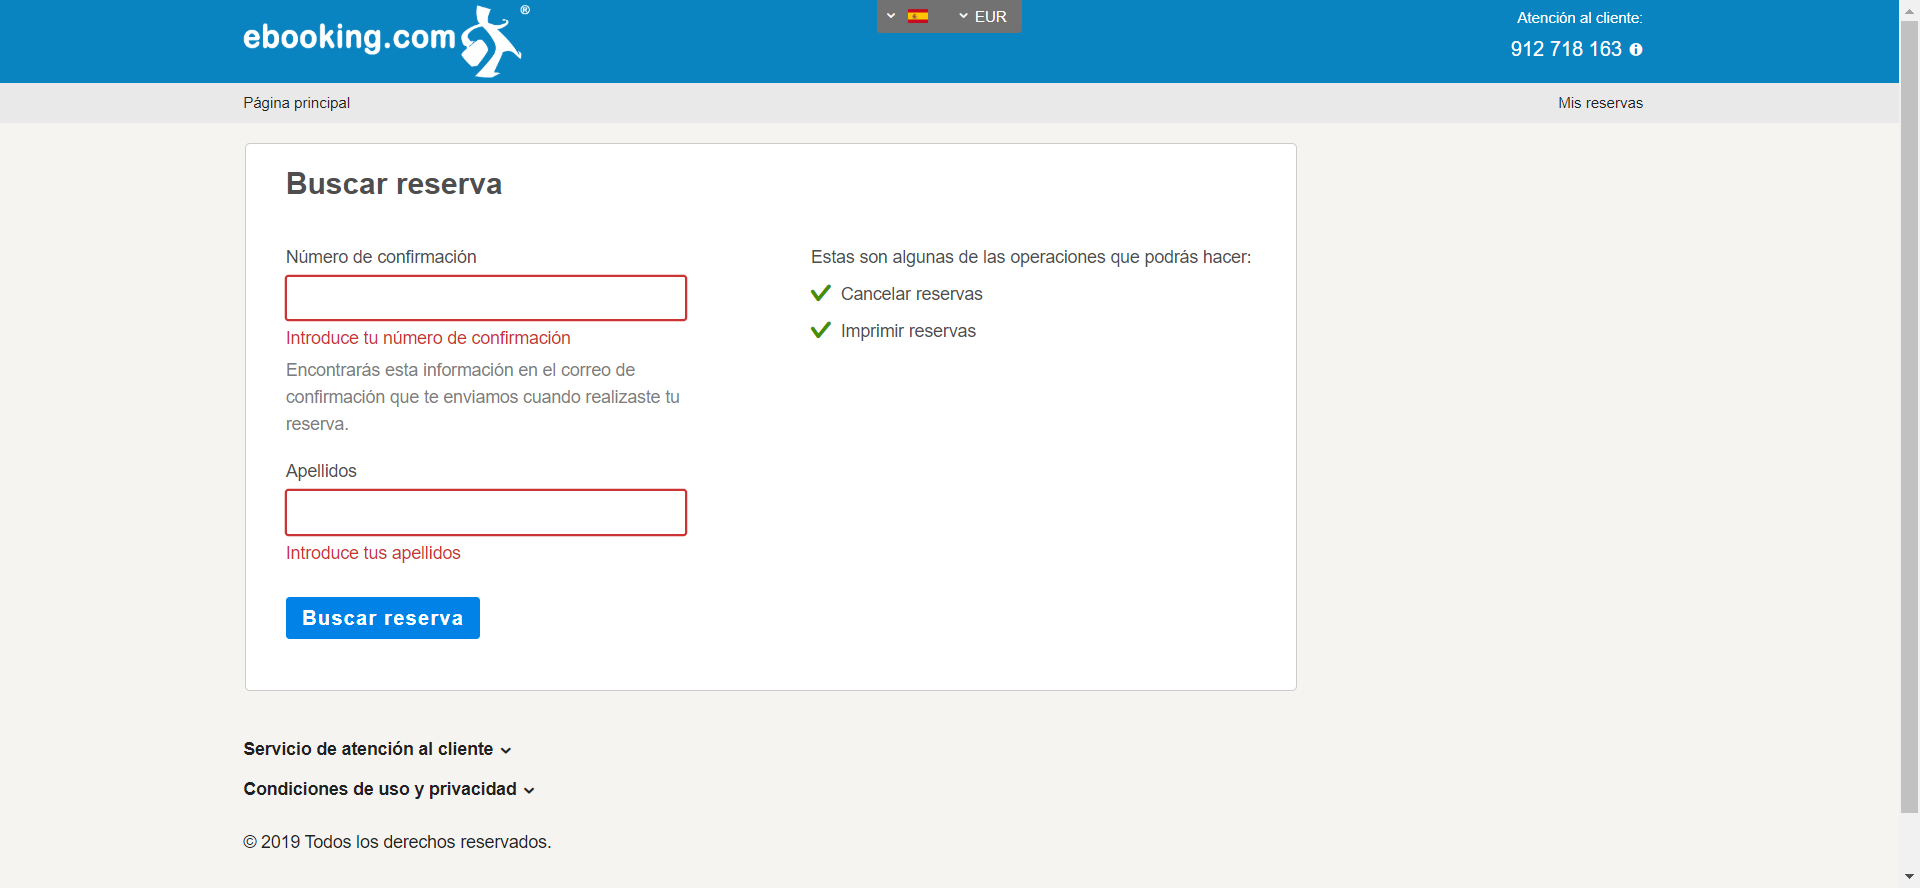 ebooking.com ®
EUR
Atención al cliente:
912 718 163
Página principal
Mis reservas
Buscar reserva
Número de confirmación
Introduce tu número de confirmación
Encontrarás esta información en el correo de
confirmación que te enviamos cuando realizaste tu
reserva.
Apellidos
Introduce tus apellidos
Buscar reserva
Estas son algunas de las operaciones que podrás hacer:
Cancelar reservas
Imprimir reservas
Servicio de atención al cliente
Condiciones de uso y privacidad
© 2019 Todos los derechos reservados.